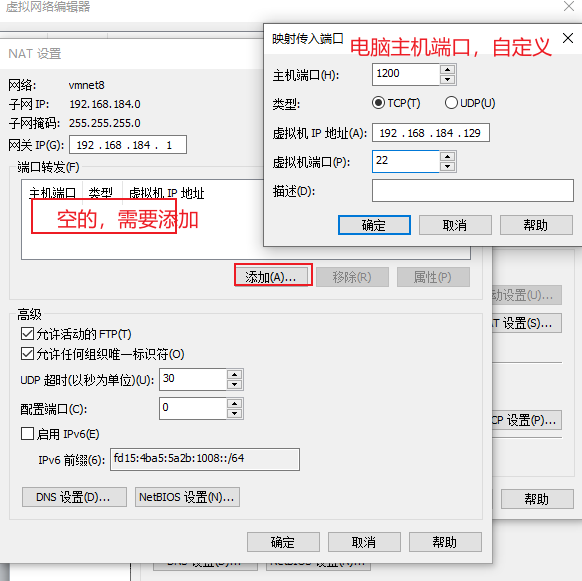 虚拟网络编辑器
NAT 设置
网络: vmnet8
子网 IP: 192.168.184.0
子网掩码: 255.255.255.0
网关 IP(G): 192 . 168 . 184 . 1
端口转发(F)
主机端口 类型 虚拟机 IP 地址
空的，需要添加
添加(A)... 移除(R) 属性(P)
高级
允许活动的 FTP(T)
允许任何组织唯一标识符(O)
UDP 超时(以秒为单位)(U): 30
配置端口(C): 0
启用 IPv6(E)
IPv6 前缀(6): fd15:4ba5:5a2b:1008::/64
DNS 设置(D)... NetBIOS 设置(N)...
确定 取消 帮助
映射传入端口
电脑主机端口，自定义
主机端口(H): 1200
类型: TCP(T) UDP(U)
虚拟机 IP 地址(A): 192 . 168 . 184 . 129
虚拟机端口(P): 22
描述(D):
确定 取消 帮助
动设置(U)...
AT 设置(S)...
CP 设置(P)...
帮助